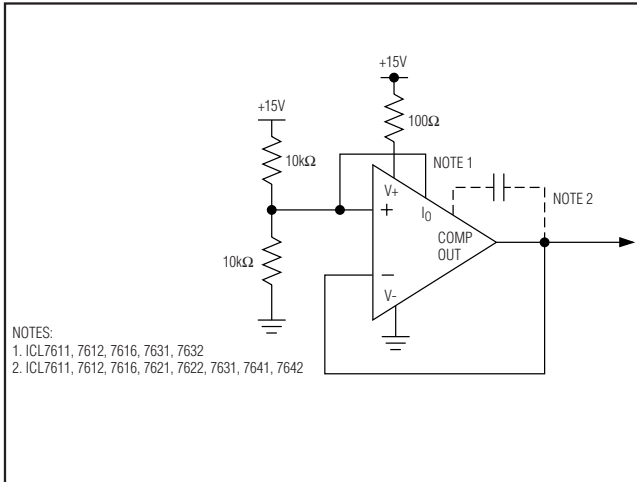 +15V
+15V
100Ω
10kΩ
NOTE 1
V+
I0
+
COMP
OUT
NOTE 2
10kΩ
−
V-
NOTES:
1. ICL7611, 7612, 7616, 7631, 7632
2. ICL7611, 7612, 7616, 7621, 7622, 7631, 7641, 7642